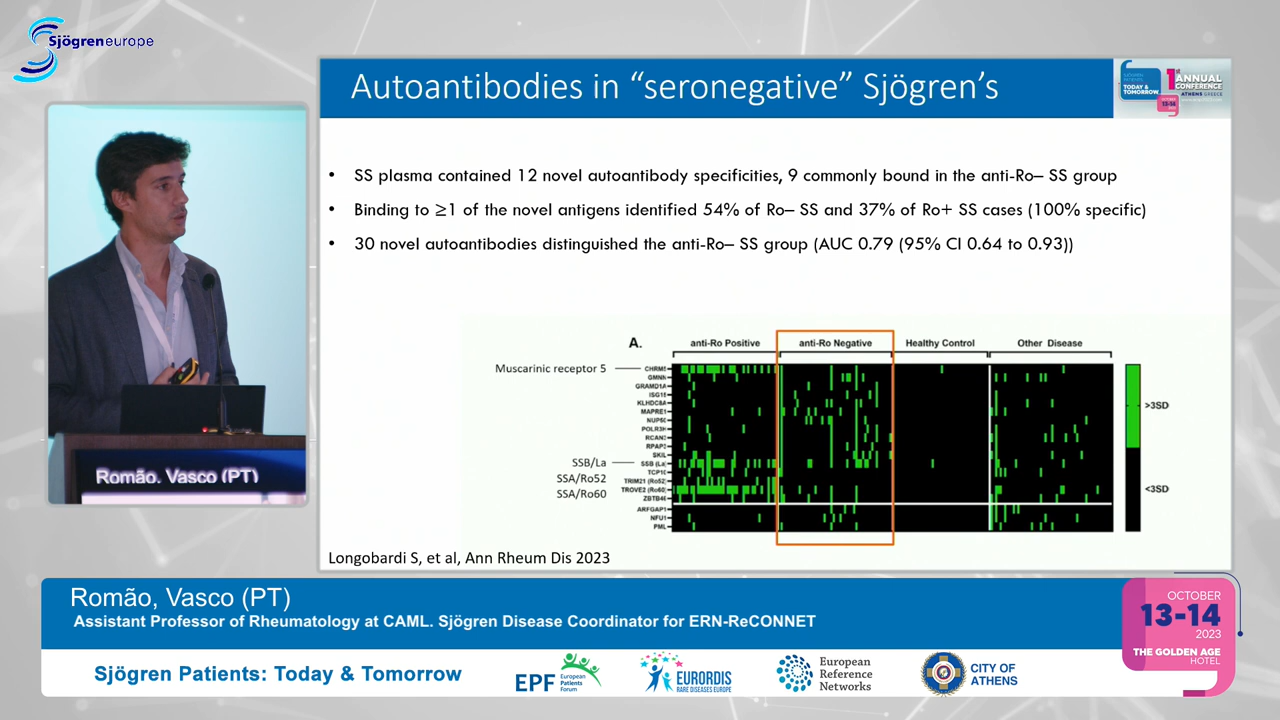 Sjögreneurope
Autoantibodies in “seronegative” Sjögren’s
1st ANNUAL
CONFERENCE
TODAY &
TOMORROW
• SS plasma contained 12 novel autoantibody specificities, 9 commonly bound in the anti-Ro– SS group
• Binding to ≥1 of the novel antigens identified 54% of Ro– SS and 37% of Ro+ SS cases (100% specific)
• 30 novel autoantibodies distinguished the anti-Ro– SS group (AUC 0.79 (95% CI 0.64 to 0.93))
A.
anti-Ro Positive
anti-Ro Negative
Healthy Control
Other Disease
Muscarinic receptor 5
SSB/La
SSA/Ro52
SSA/Ro60
CHRM5
GMNN
GRAMD1A
ISG15
KLHDC8A
MAPRE1
NUP50
POLR3H
RCAN3
RPAP3
SKIL
SSB (La)
TCP10
TRIM21 (Ro52)
TROVE2 (Ro60)
ARFGAP1
NFU1
PML
>3SD
<3SD
Longobardi S, et al, Ann Rheum Dis 2023
Romão, Vasco (PT)
Romão, Vasco (PT)
Assistant Professor of Rheumatology at CAML. Sjögren Disease Coordinator for ERN-ReCONNET
Sjögren Patients: Today & Tomorrow
EPF European Patients Forum
EURORDIS
RARE DISEASES EUROPE
European
Reference
Networks
CITY OF
ATHENS
OCTOBER
13-14
2023
THE GOLDEN AGE
HOTEL